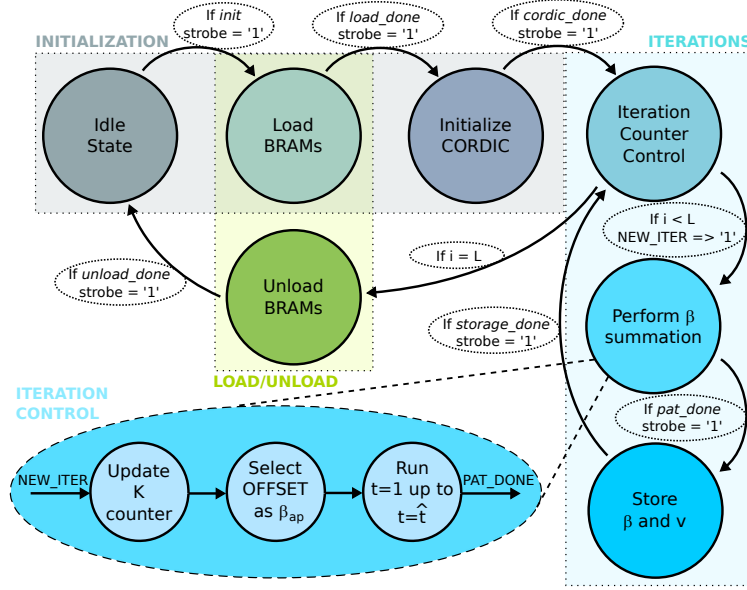 If init
strobe = '1'
If load_done
strobe = '1'
If cordic_done
strobe = '1'
INITIALIZATION
ITERATIONS
Idle
State
Load
BRAMs
Initialize
CORDIC
Iteration
Counter
Control
If i < L
NEW_ITER => '1'
If i = L
If unload_done
strobe = '1'
Unload
BRAMs
If storage_done
strobe = '1'
Perform β
summation
LOAD/UNLOAD
ITERATION
CONTROL
If pat_done
strobe = '1'
NEW_ITER
Update
K
counter
Select
OFFSET
as βap
Run
t=1 up to
t=t̂
PAT_DONE
Store
β and v